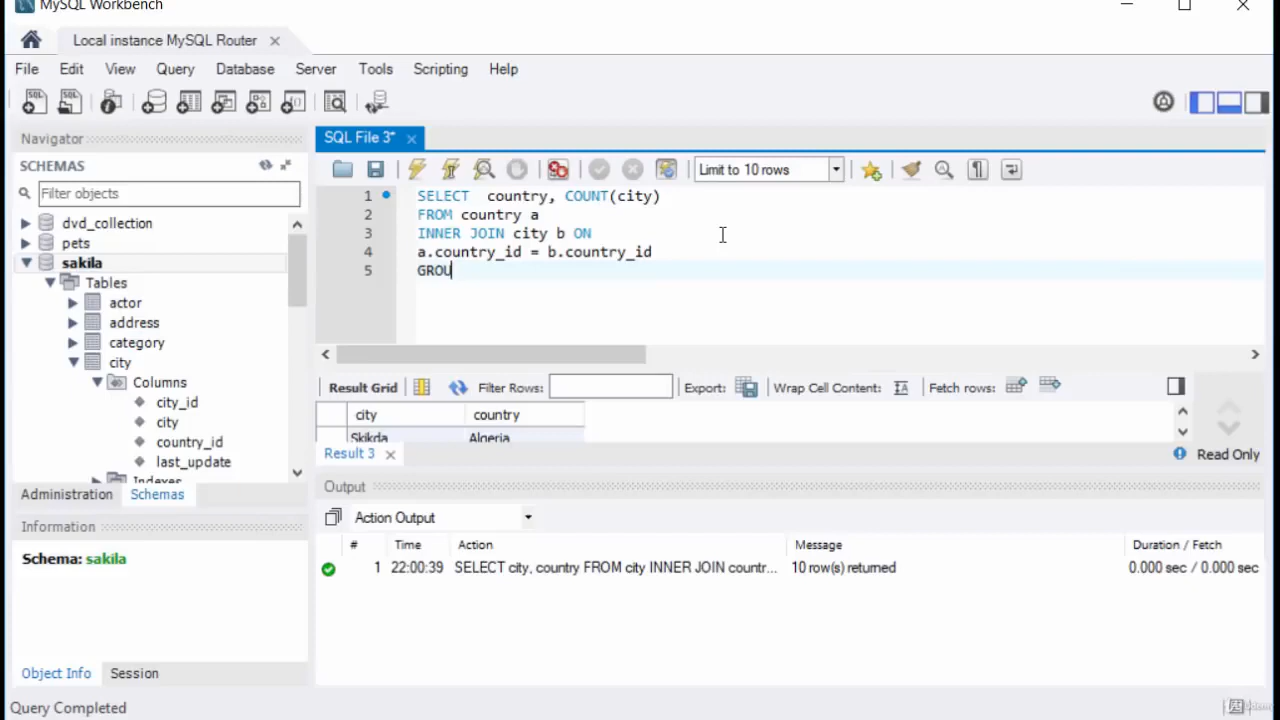 MySQL Workbench
Local instance MySQL Router
File Edit View Query Database Server Tools Scripting Help
Navigator
SCHEMAS
Filter objects
dvd_collection
pets
sakila
Tables
actor
address
category
city
Columns
city_id
city
country_id
last_update
Indexes
Administration Schemas
Information
Schema: sakila
Object Info Session
SQL File 3*
Limit to 10 rows
1 SELECT country, COUNT(city)
2 FROM country a
3 INNER JOIN city b ON
4 a.country_id = b.country_id
5 GROU
Result Grid Filter Rows: Export: Wrap Cell Content: Fetch rows:
city country
Skikda Algeria
Result 3 Read Only
Output
Action Output
# Time Action Message Duration / Fetch
1 22:00:39 SELECT city, country FROM city INNER JOIN countr... 10 row(s) returned 0.000 sec / 0.000 sec
Query Completed